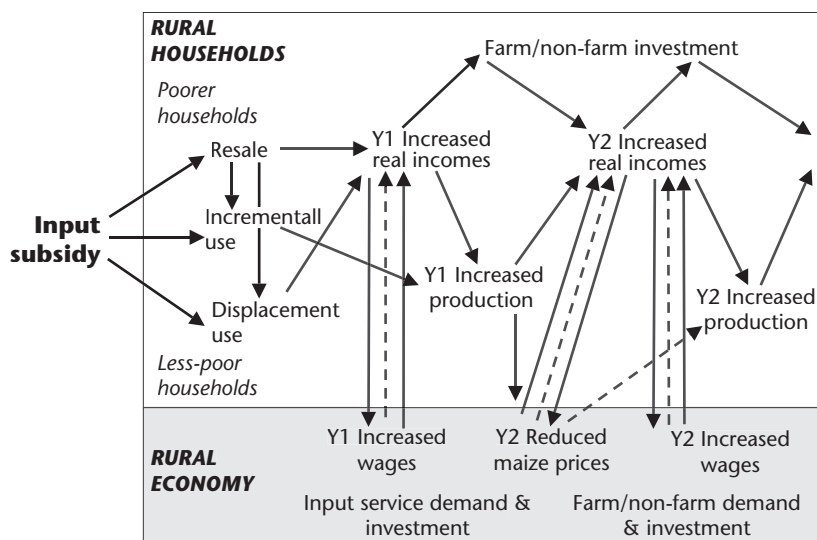 RURAL
HOUSEHOLDS
Farm/non-farm investment
Poorer
households
Resale
Y1 Increased
real incomes
Y2 Increased
real incomes
Input
subsidy
Incrementall
use
Y1 Increased
production
Displacement
use
Y2 Increased
production
Less-poor
households
RURAL
ECONOMY
Y1 Increased
wages
Y2 Reduced
maize prices
Y2 Increased
wages
Input service demand &
investment
Farm/non-farm demand
& investment